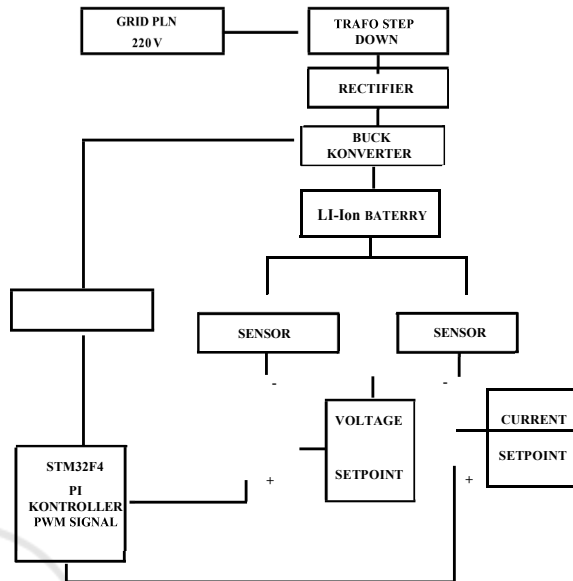 GRID PLN
220 V
TRAFO STEP
DOWN
RECTIFIER
BUCK
KONVERTER
LI-Ion BATERRY
SENSOR
SENSOR
-
-
VOLTAGE
SETPOINT
CURRENT
SETPOINT
STM32F4
PI
KONTROLLER
PWM SIGNAL
+
+